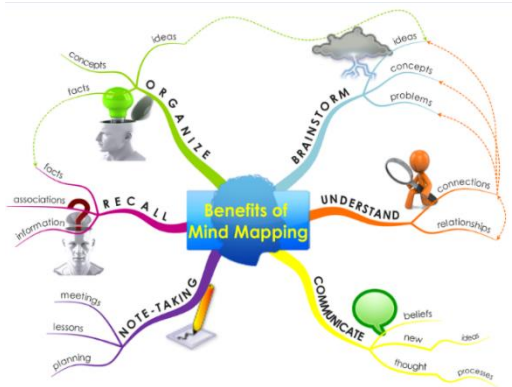 Benefits of
Mind Mapping
ORGANIZE
ideas
concepts
facts
BRAINSTORM
ideas
concepts
problems
UNDERSTAND
connections
relationships
COMMUNICATE
beliefs
new
ideas
thought
processes
NOTE-TAKING
meetings
lessons
planning
RECALL
facts
associations
information